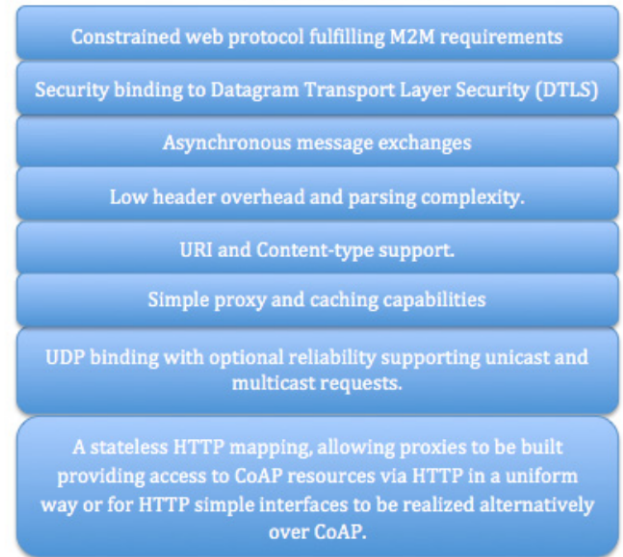 Constrained web protocol fulfilling M2M requirements
Security binding to Datagram Transport Layer Security (DTLS)
Asynchronous message exchanges
Low header overhead and parsing complexity.
URI and Content-type support.
Simple proxy and caching capabilities
UDP binding with optional reliability supporting unicast and
multicast requests.
A stateless HTTP mapping, allowing proxies to be built
providing access to CoAP resources via HTTP in a uniform
way or for HTTP simple interfaces to be realized alternatively
over CoAP.